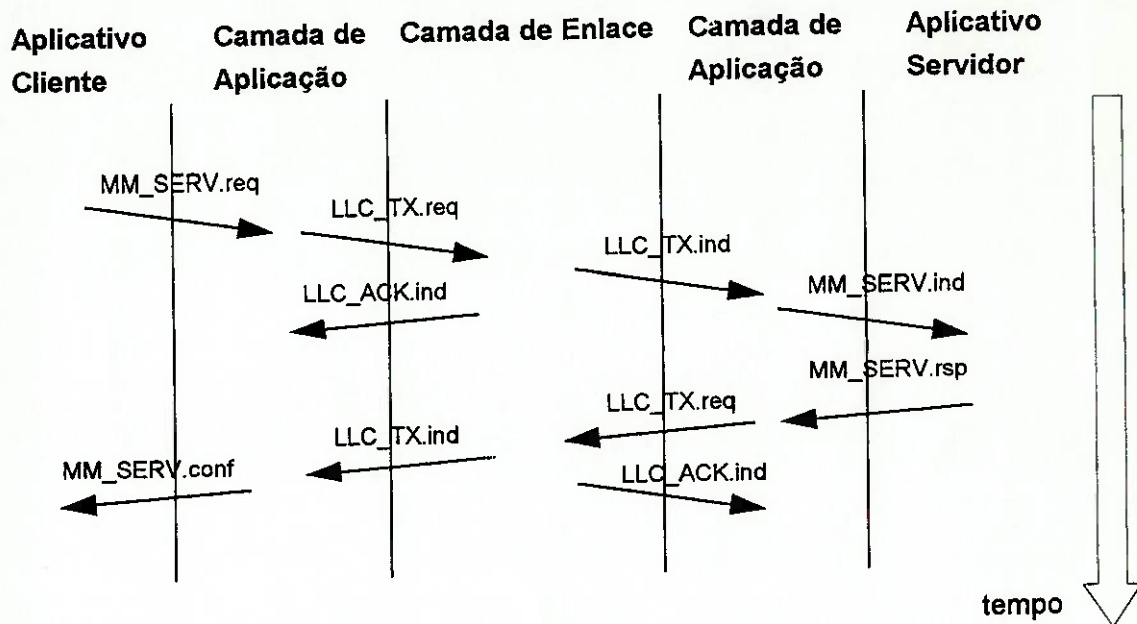 Aplicativo
Cliente
Camada de
Aplicação
Camada de Enlace
Camada de
Aplicação
Aplicativo
Servidor
MM_SERV.req
LLC_TX.req
LLC_TX.ind
LLC_ACK.ind
MM_SERV.ind
MM_SERV.rsp
LLC_TX.req
LLC_TX.ind
MM_SERV.conf
LLC_ACK.ind
tempo